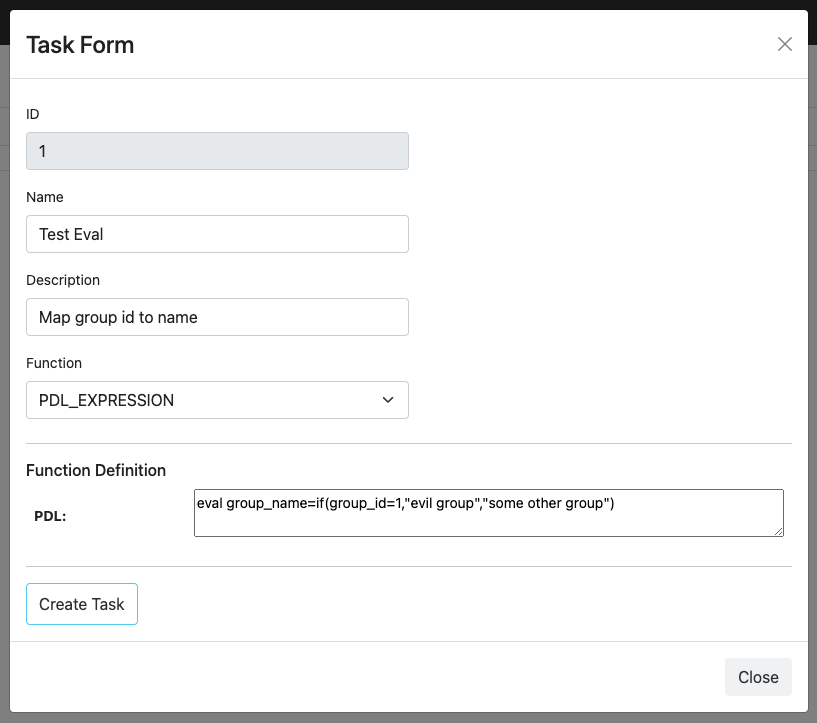 Task Form
ID
1
Name
Test Eval
Description
Map group id to name
Function
PDL_EXPRESSION
Function Definition
PDL:
eval group_name=if(group_id=1,"evil group","some other group")
Create Task
Close